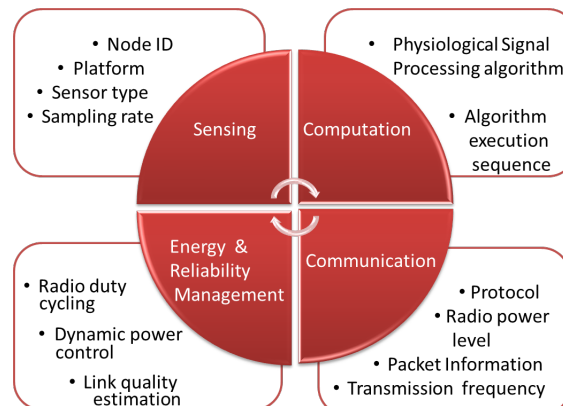 • Node ID
• Platform
• Sensor type
• Sampling rate
• Physiological Signal
Processing algorithm
• Algorithm
execution
sequence
Sensing
Computation
Energy &
Reliability
Management
Communication
• Radio duty
cycling
• Dynamic power
control
• Link quality
estimation
• Protocol
• Radio power
level
• Packet Information
• Transmission frequency